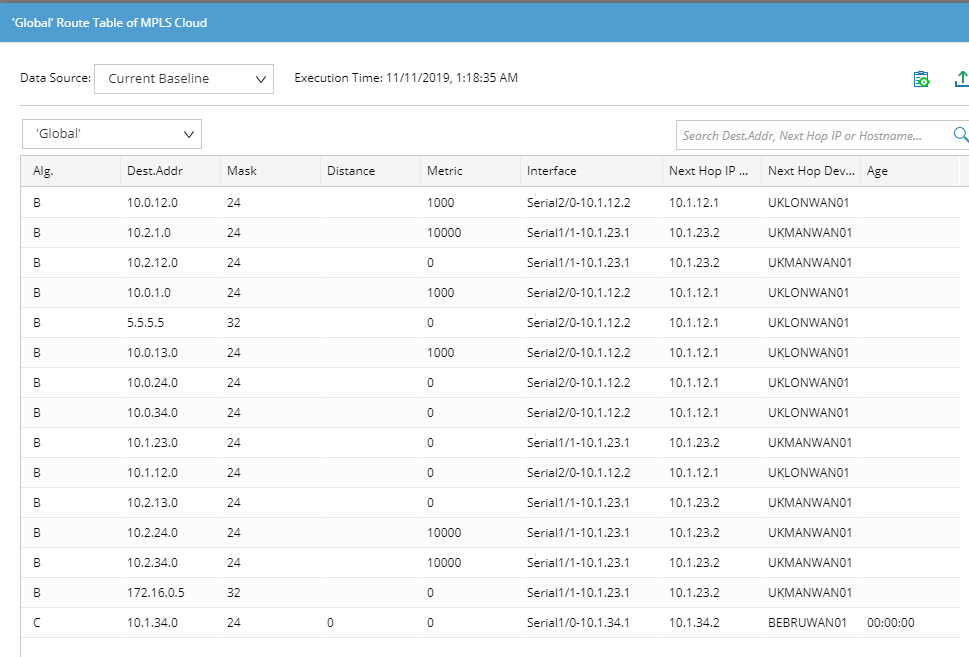 'Global' Route Table of MPLS Cloud
Data Source: Current Baseline Execution Time: 11/11/2019, 1:18:35 AM
'Global' Search Dest.Addr, Next Hop IP or Hostname...
Alg. Dest.Addr Mask Distance Metric Interface Next Hop IP ... Next Hop Dev... Age
B 10.0.12.0 24 1000 Serial2/0-10.1.12.2 10.1.12.1 UKLONWAN01
B 10.2.1.0 24 10000 Serial1/1-10.1.23.1 10.1.23.2 UKMANWAN01
B 10.2.12.0 24 0 Serial1/1-10.1.23.1 10.1.23.2 UKMANWAN01
B 10.0.1.0 24 1000 Serial2/0-10.1.12.2 10.1.12.1 UKLONWAN01
B 5.5.5.5 32 0 Serial2/0-10.1.12.2 10.1.12.1 UKLONWAN01
B 10.0.13.0 24 1000 Serial2/0-10.1.12.2 10.1.12.1 UKLONWAN01
B 10.0.24.0 24 0 Serial2/0-10.1.12.2 10.1.12.1 UKLONWAN01
B 10.0.34.0 24 0 Serial2/0-10.1.12.2 10.1.12.1 UKLONWAN01
B 10.1.23.0 24 0 Serial1/1-10.1.23.1 10.1.23.2 UKMANWAN01
B 10.1.12.0 24 0 Serial2/0-10.1.12.2 10.1.12.1 UKLONWAN01
B 10.2.13.0 24 0 Serial1/1-10.1.23.1 10.1.23.2 UKMANWAN01
B 10.2.24.0 24 10000 Serial1/1-10.1.23.1 10.1.23.2 UKMANWAN01
B 10.2.34.0 24 10000 Serial1/1-10.1.23.1 10.1.23.2 UKMANWAN01
B 172.16.0.5 32 0 Serial1/1-10.1.23.1 10.1.23.2 UKMANWAN01
C 10.1.34.0 24 0 0 Serial1/0-10.1.34.1 10.1.34.2 BEBRUWAN01 00:00:00